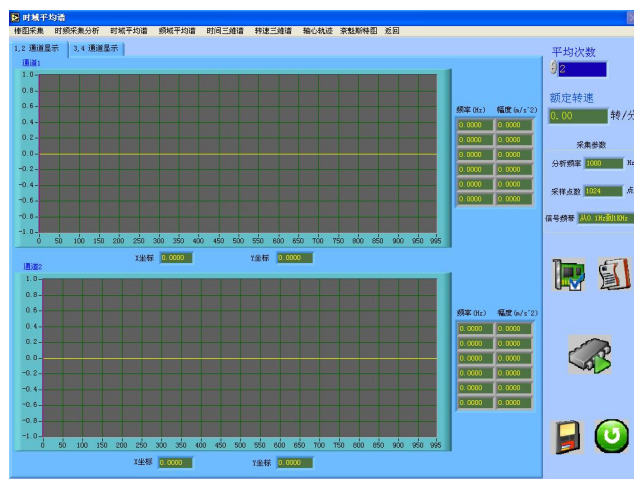 时域平均谱
棒图采集 时频采集分析 时域平均谱 频域平均谱 时间三维谱 转速三维谱 轴心轨迹 奈魁斯特图 返回
1,2 通道显示 3,4 通道显示
平均次数
2
额定转速
0.00 转/分
采集参数
分析频率 1000 Hz
采样点数 1024 点
信号频带 从0.1Hz到1KHz
通道1
1.0
0.8
0.6
0.4
0.2
0.0
-0.2
-0.4
-0.6
-0.8
-1.0
0 50 100 150 200 250 300 350 400 450 500 550 600 650 700 750 800 850 900 950 995
频率(Hz) 幅度(m/s^2)
0.0000 0.0000
0.0000 0.0000
0.0000 0.0000
0.0000 0.0000
0.0000 0.0000
0.0000 0.0000
X坐标 0.0000 Y坐标 0.0000
通道2
1.0
0.8
0.6
0.4
0.2
0.0
-0.2
-0.4
-0.6
-0.8
-1.0
0 50 100 150 200 250 300 350 400 450 500 550 600 650 700 750 800 850 900 950 995
频率(Hz) 幅度(m/s^2)
0.0000 0.0000
0.0000 0.0000
0.0000 0.0000
0.0000 0.0000
0.0000 0.0000
0.0000 0.0000
X坐标 0.0000 Y坐标 0.0000